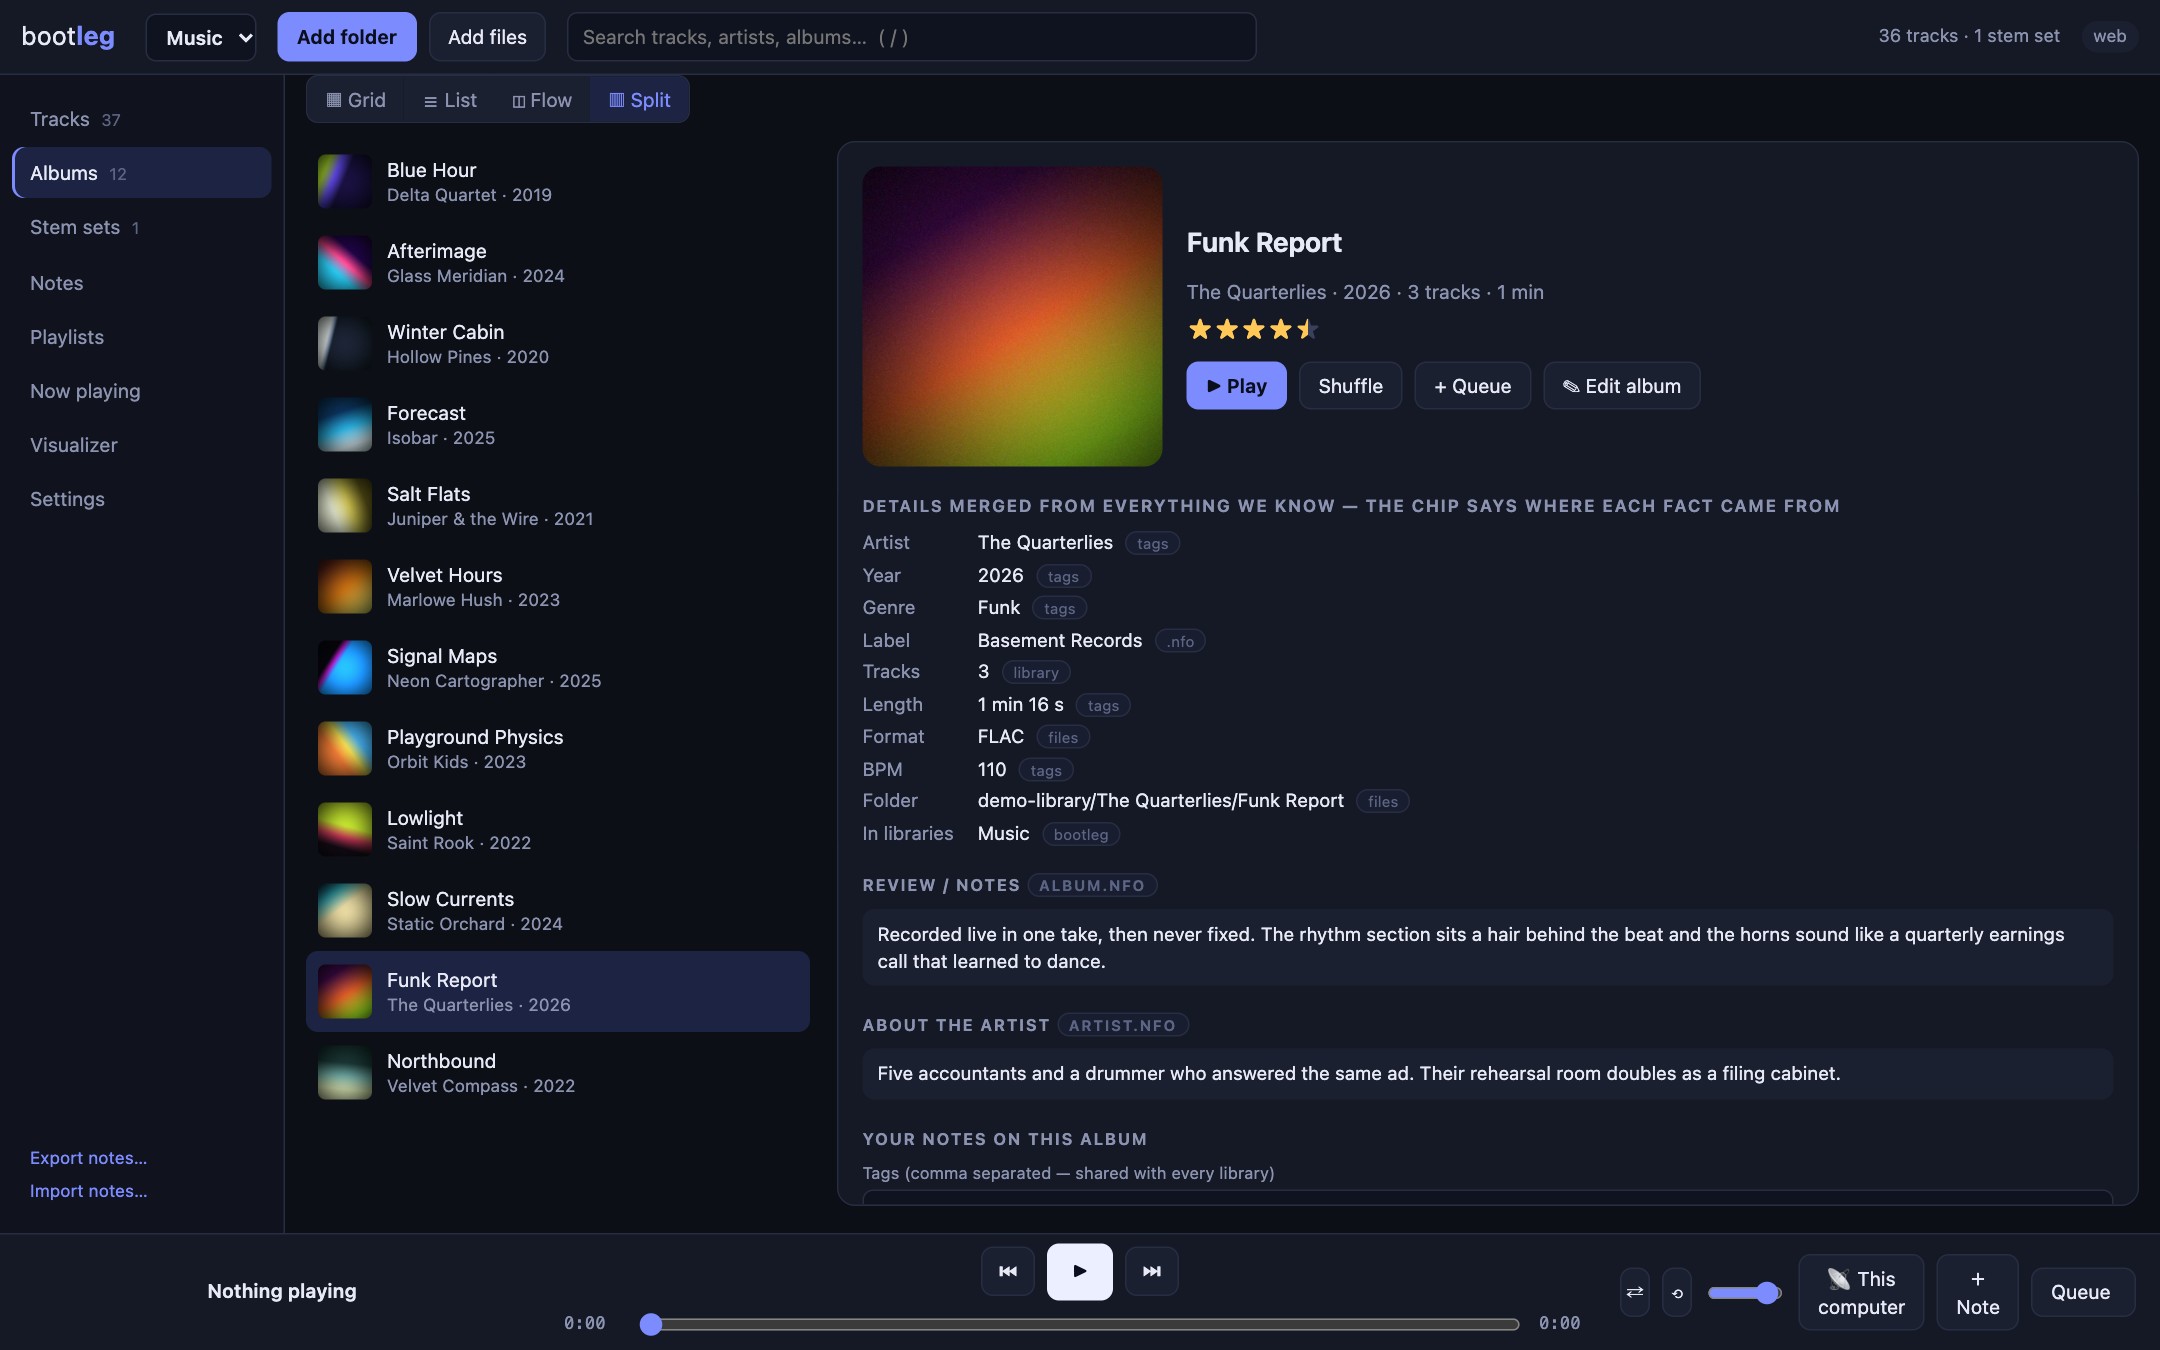 bootleg
Music
Add folder
Add files
Search tracks, artists, albums... ( / )
36 tracks · 1 stem set
web
Tracks 37
Albums 12
Stem sets 1
Notes
Playlists
Now playing
Visualizer
Settings
Export notes...
Import notes...
Grid
List
Flow
Split
Blue Hour
Delta Quartet · 2019
Afterimage
Glass Meridian · 2024
Winter Cabin
Hollow Pines · 2020
Forecast
Isobar · 2025
Salt Flats
Juniper & the Wire · 2021
Velvet Hours
Marlowe Hush · 2023
Signal Maps
Neon Cartographer · 2025
Playground Physics
Orbit Kids · 2023
Lowlight
Saint Rook · 2022
Slow Currents
Static Orchard · 2024
Funk Report
The Quarterlies · 2026
Northbound
Velvet Compass · 2022
Funk Report
The Quarterlies · 2026 · 3 tracks · 1 min
Play
Shuffle
+ Queue
Edit album
DETAILS MERGED FROM EVERYTHING WE KNOW — THE CHIP SAYS WHERE EACH FACT CAME FROM
Artist The Quarterlies tags
Year 2026 tags
Genre Funk tags
Label Basement Records .nfo
Tracks 3 library
Length 1 min 16 s tags
Format FLAC files
BPM 110 tags
Folder demo-library/The Quarterlies/Funk Report files
In libraries Music bootleg
REVIEW / NOTES ALBUM.NFO
Recorded live in one take, then never fixed. The rhythm section sits a hair behind the beat and the horns sound like a quarterly earnings
call that learned to dance.
ABOUT THE ARTIST ARTIST.NFO
Five accountants and a drummer who answered the same ad. Their rehearsal room doubles as a filing cabinet.
YOUR NOTES ON THIS ALBUM
Tags (comma separated — shared with every library)
Nothing playing
0:00
0:00
This
computer
+
Note
Queue